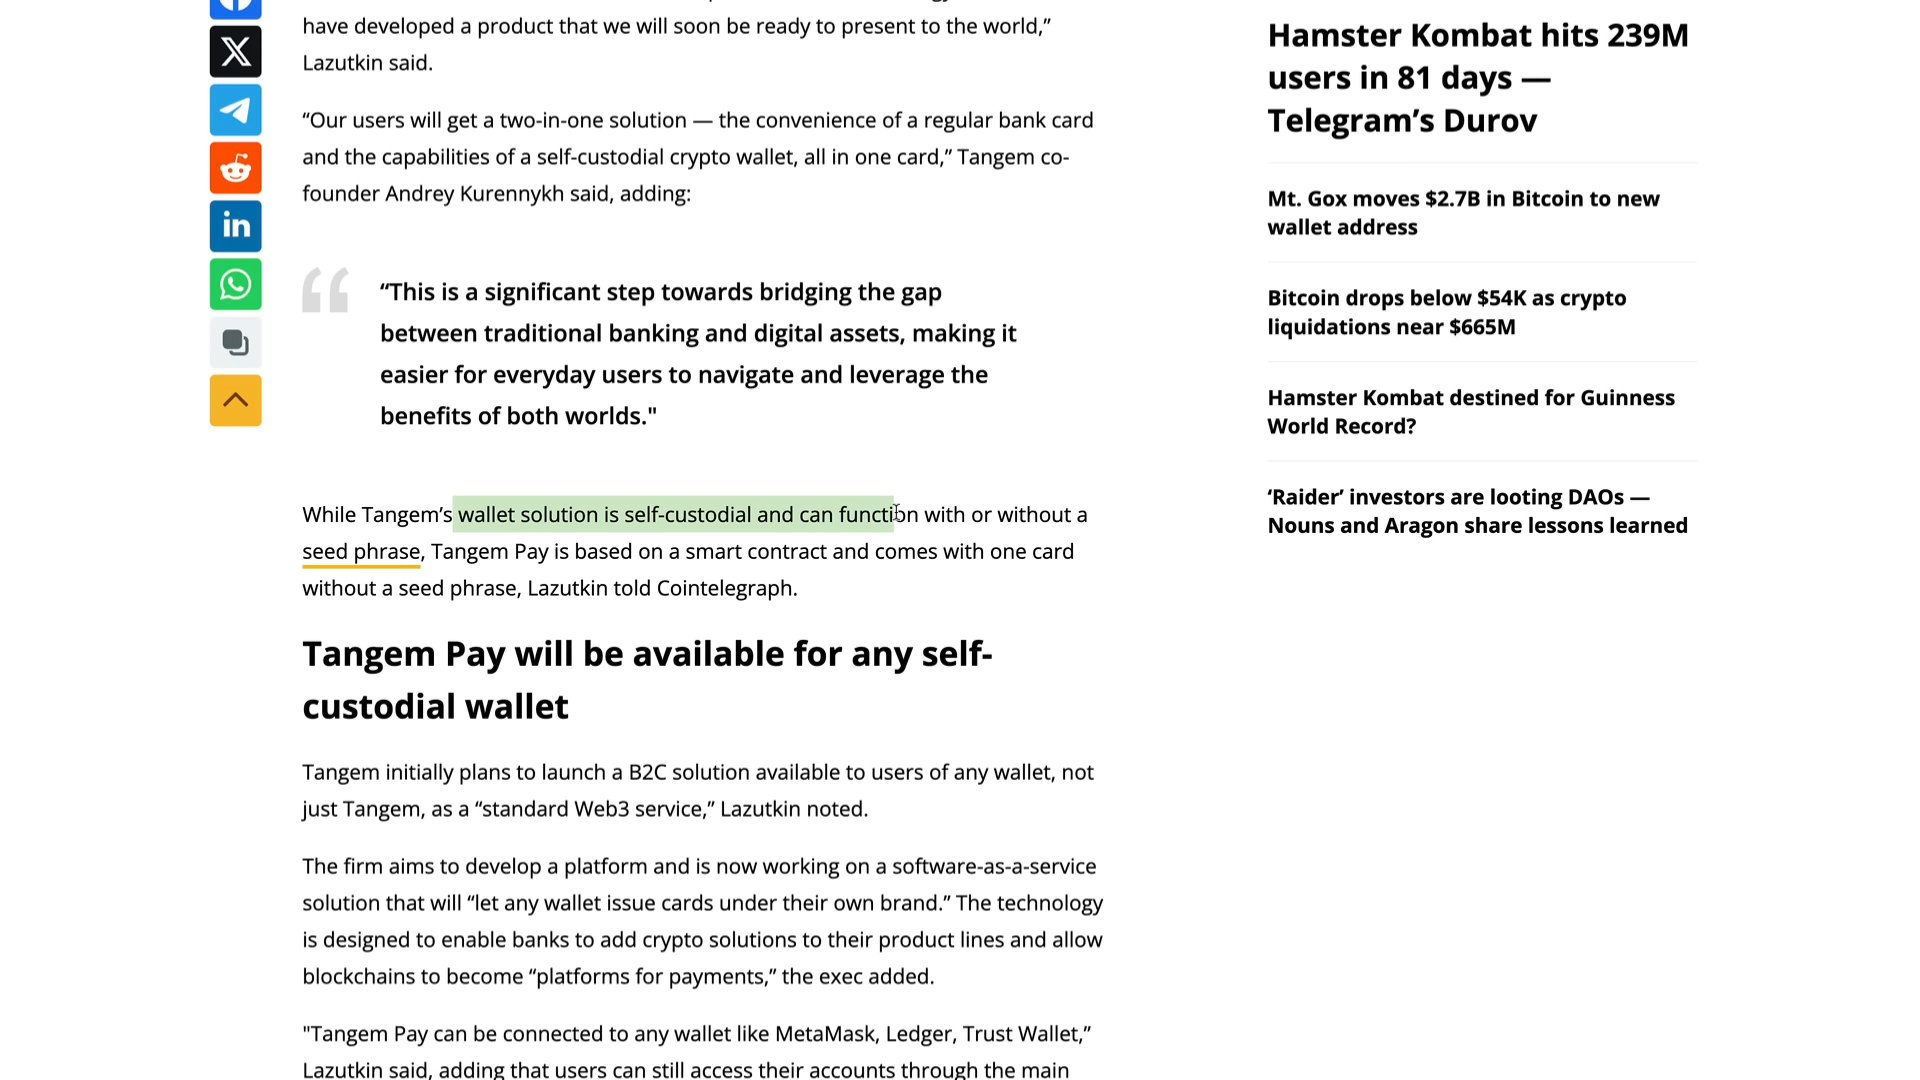 have developed a product that we will soon be ready to present to the world,”
Lazutkin said.
“Our users will get a two-in-one solution — the convenience of a regular bank card
and the capabilities of a self-custodial crypto wallet, all in one card,” Tangem co-
founder Andrey Kurennykh said, adding:
“This is a significant step towards bridging the gap
between traditional banking and digital assets, making it
easier for everyday users to navigate and leverage the
benefits of both worlds."
While Tangem’s wallet solution is self-custodial and can function with or without a
seed phrase, Tangem Pay is based on a smart contract and comes with one card
without a seed phrase, Lazutkin told Cointelegraph.
Tangem Pay will be available for any self-
custodial wallet
Tangem initially plans to launch a B2C solution available to users of any wallet, not
just Tangem, as a “standard Web3 service,” Lazutkin noted.
The firm aims to develop a platform and is now working on a software-as-a-service
solution that will “let any wallet issue cards under their own brand.” The technology
is designed to enable banks to add crypto solutions to their product lines and allow
blockchains to become “platforms for payments,” the exec added.
"Tangem Pay can be connected to any wallet like MetaMask, Ledger, Trust Wallet,”
Lazutkin said, adding that users can still access their accounts through the main
Hamster Kombat hits 239M
users in 81 days —
Telegram’s Durov
Mt. Gox moves $2.7B in Bitcoin to new
wallet address
Bitcoin drops below $54K as crypto
liquidations near $665M
Hamster Kombat destined for Guinness
World Record?
‘Raider’ investors are looting DAOs —
Nouns and Aragon share lessons learned